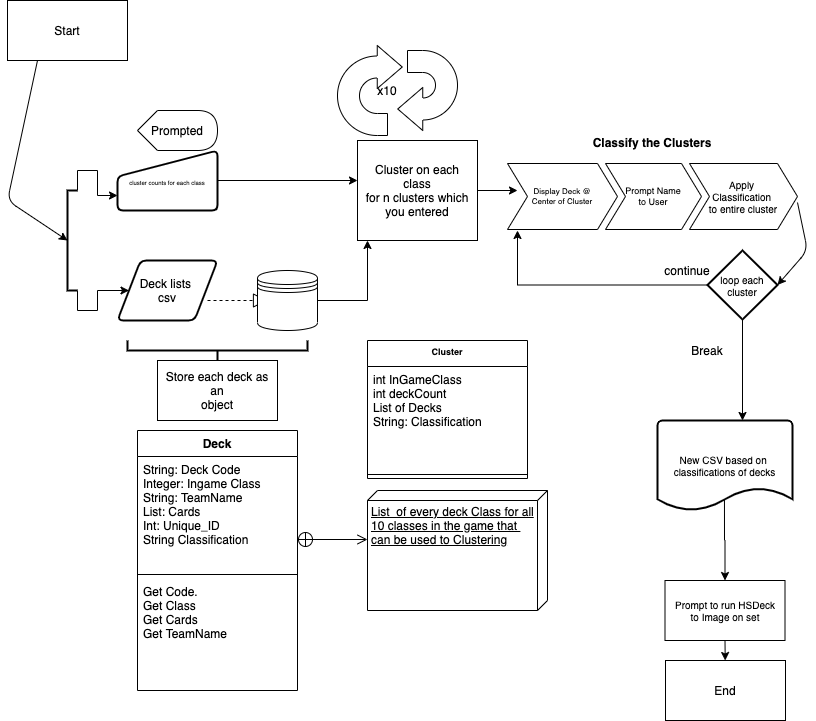 Start
x10
Prompted
cluster counts for each class
Cluster on each
class
for n clusters which
you entered
Classify the Clusters
Display Deck @
Center of Cluster
Prompt Name
to User
Apply
Classification
to entire cluster
continue
loop each
cluster
Break
Deck lists
csv
Store each deck as
an
object
Cluster
int InGameClass
int deckCount
List of Decks
String: Classification
Deck
String: Deck Code
Integer: Ingame Class
String: TeamName
List: Cards
Int: Unique_ID
String Classification
Get Code.
Get Class
Get Cards
Get TeamName
List  of every deck Class for all
10 classes in the game that
can be used to Clustering
New CSV based on
classifications of decks
Prompt to run HSDeck
to Image on set
End